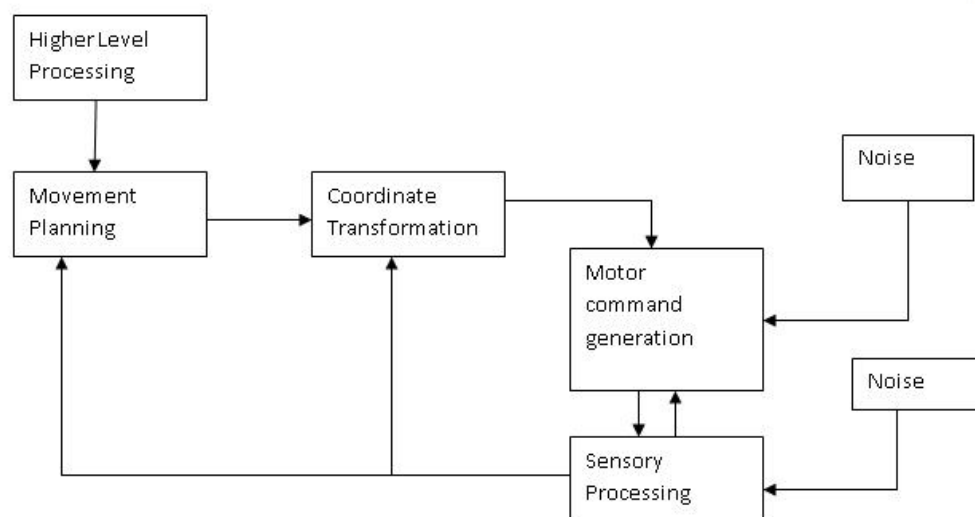 Higher Level
Processing
Movement
Planning
Coordinate
Transformation
Noise
Motor
command
generation
Noise
Sensory
Processing